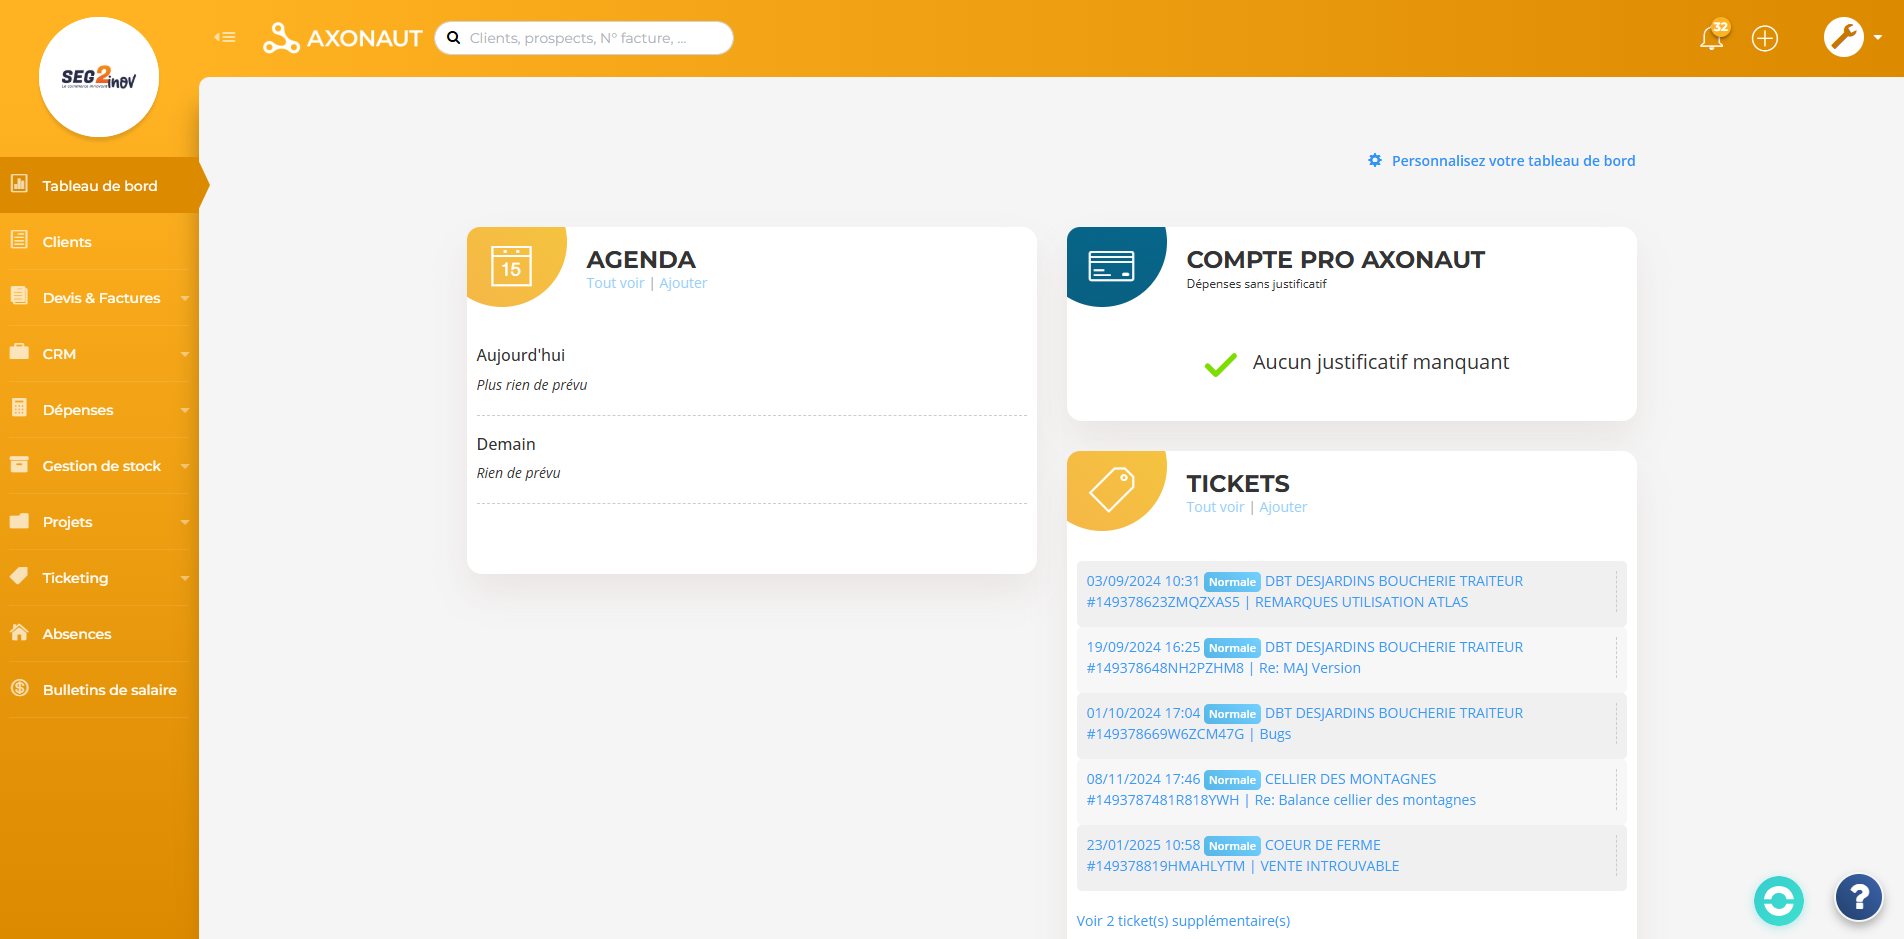 SEG2inov
AXONAUT
Clients, prospects, N° facture, ...
32
Tableau de bord
Clients
Devis & Factures
CRM
Dépenses
Gestion de stock
Projets
Ticketing
Absences
Bulletins de salaire
Personnalisez votre tableau de bord
15
AGENDA
Tout voir | Ajouter
Aujourd'hui
Plus rien de prévu
Demain
Rien de prévu
COMPTE PRO AXONAUT
Dépenses sans justificatif
Aucun justificatif manquant
TICKETS
Tout voir | Ajouter
03/09/2024 10:31 Normale DBT DESJARDINS BOUCHERIE TRAITEUR
#149378623ZMQZXAS5 | REMARQUES UTILISATION ATLAS
19/09/2024 16:25 Normale DBT DESJARDINS BOUCHERIE TRAITEUR
#149378648NH2PZHM8 | Re: MAJ Version
01/10/2024 17:04 Normale DBT DESJARDINS BOUCHERIE TRAITEUR
#149378669W6ZCM47G | Bugs
08/11/2024 17:46 Normale CELLIER DES MONTAGNES
#1493787481R818YWH | Re: Balance cellier des montagnes
23/01/2025 10:58 Normale COEUR DE FERME
#149378819HMAHLYTM | VENTE INTROUVABLE
Voir 2 ticket(s) supplémentaire(s)
?